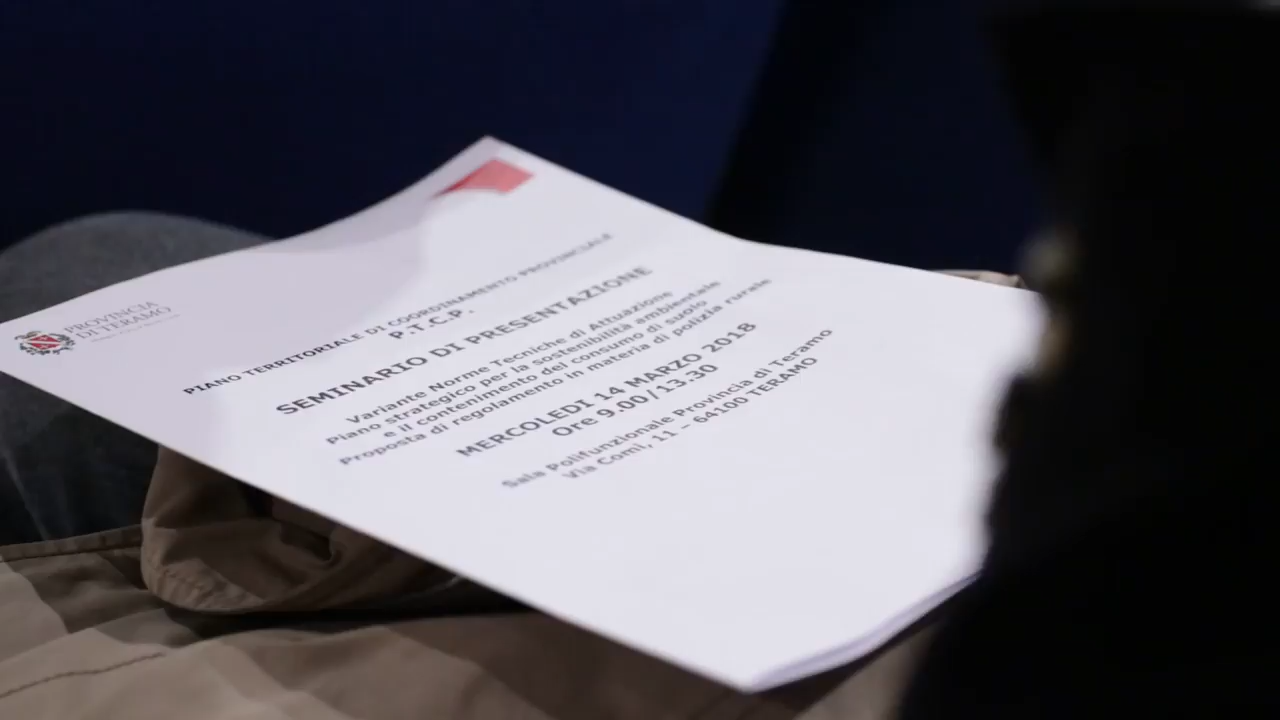 PROVINCIA
DI TERAMO
PIANO TERRITORIALE DI COORDINAMENTO PROVINCIALE
P.T.C.P.
SEMINARIO DI PRESENTAZIONE
Variante Norme Tecniche di Attuazione
Piano strategico per la sostenibilità ambientale
e il contenimento del consumo di suolo
Proposta di regolamento in materia di polizia rurale
MERCOLEDI 14 MARZO 2018
Ore 9.00/13.30
Sala Polifunzionale Provincia di Teramo
Via Comi, 11 – 64100 TERAMO